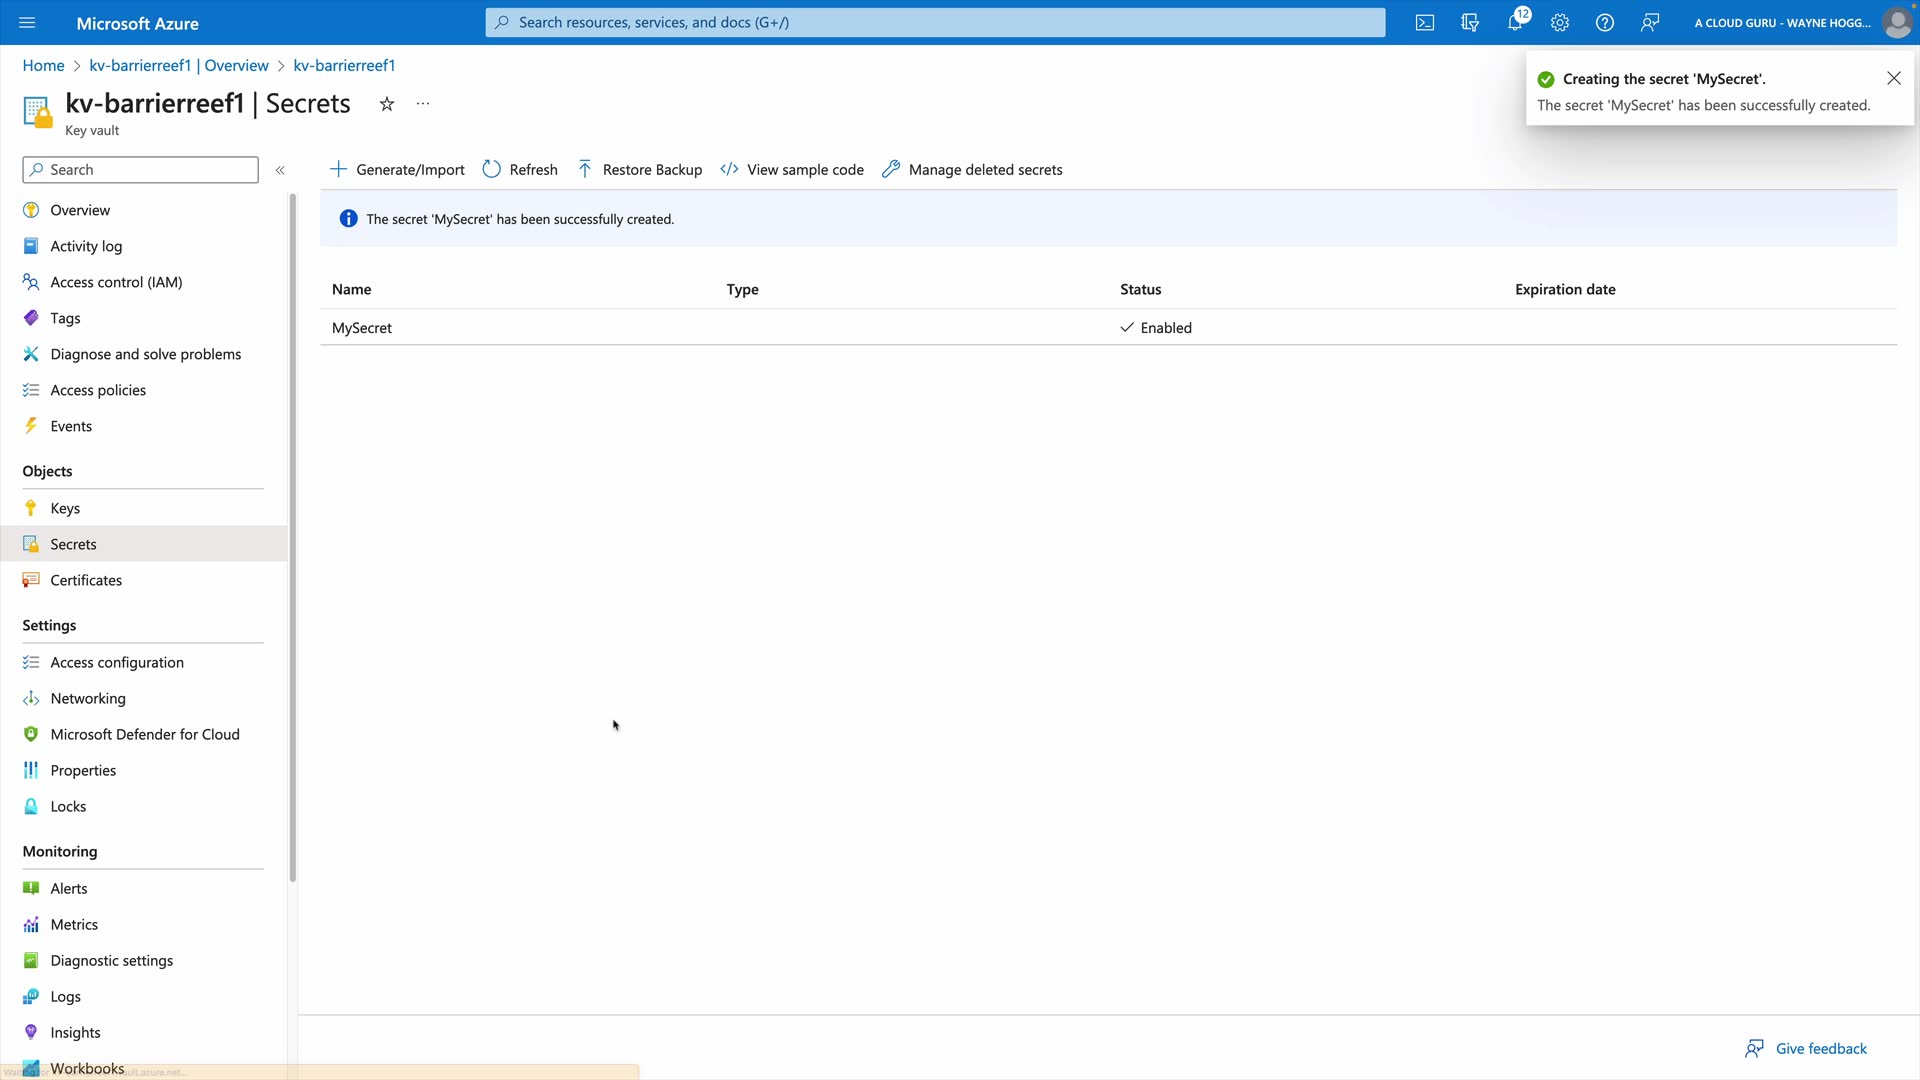 Microsoft Azure
Search resources, services, and docs (G+/)
12
A CLOUD GURU - WAYNE HOGG...
Home > kv-barrierreef1 | Overview > kv-barrierreef1
kv-barrierreef1 | Secrets
Key vault
Creating the secret 'MySecret'.
The secret 'MySecret' has been successfully created.
Search
Generate/Import
Refresh
Restore Backup
View sample code
Manage deleted secrets
The secret 'MySecret' has been successfully created.
Name Type Status Expiration date
MySecret Enabled
Overview
Activity log
Access control (IAM)
Tags
Diagnose and solve problems
Access policies
Events
Objects
Keys
Secrets
Certificates
Settings
Access configuration
Networking
Microsoft Defender for Cloud
Properties
Locks
Monitoring
Alerts
Metrics
Diagnostic settings
Logs
Insights
Workbooks
Give feedback